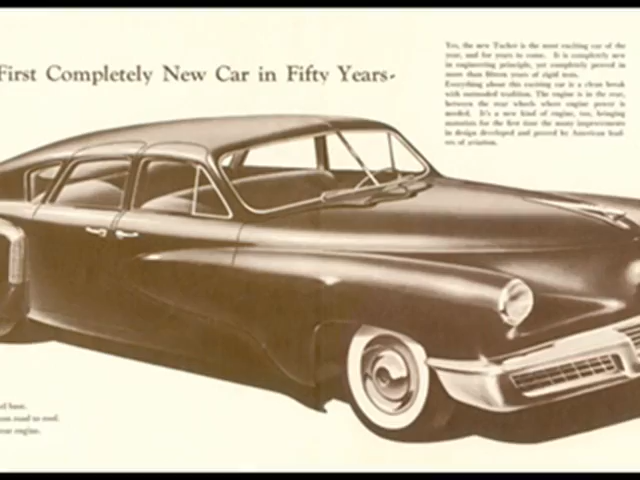 First Completely New Car in Fifty Years-
Yes, the new Tucker is the most exciting car of the
year, and for years to come. It is completely new
in engineering principle, yet completely proved in
more than fifteen years of rigid tests.
Everything about this exciting car is a clean break
with outmoded tradition. The engine is in the rear,
between the rear wheels where engine power is
needed. It's a new kind of engine, too, bringing
motorists for the first time the many improvements
in design developed and proved by American lead-
ers of aviation.
rear engine.